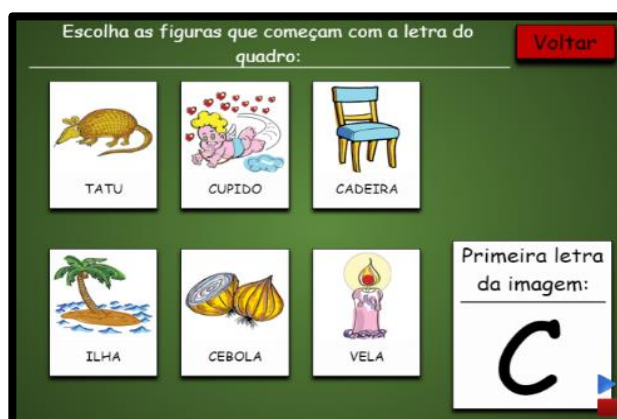 Escolha as figuras que começam com a letra do
quadro:
Voltar
TATU
CUPIDO
CADEIRA
ILHA
CEBOLA
VELA
Primeira letra
da imagem:
C